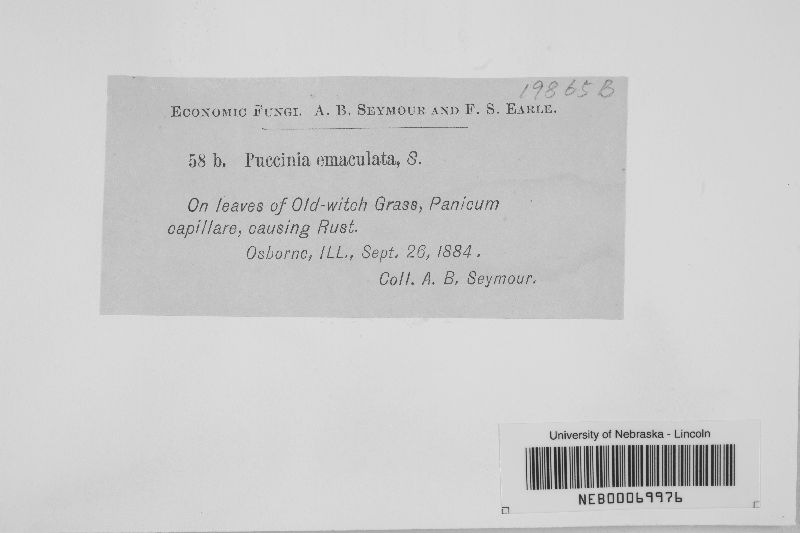 19865B
Economic Fungi. A. B. Seymour and F. S. Earle.
58 b. Puccinia emaculata, S.
On leaves of Old-witch Grass, Panicum
capillare, causing Rust.
Osborne, ILL., Sept. 26, 1884.
Coll. A. B. Seymour.
University of Nebraska - Lincoln
NEB00069976